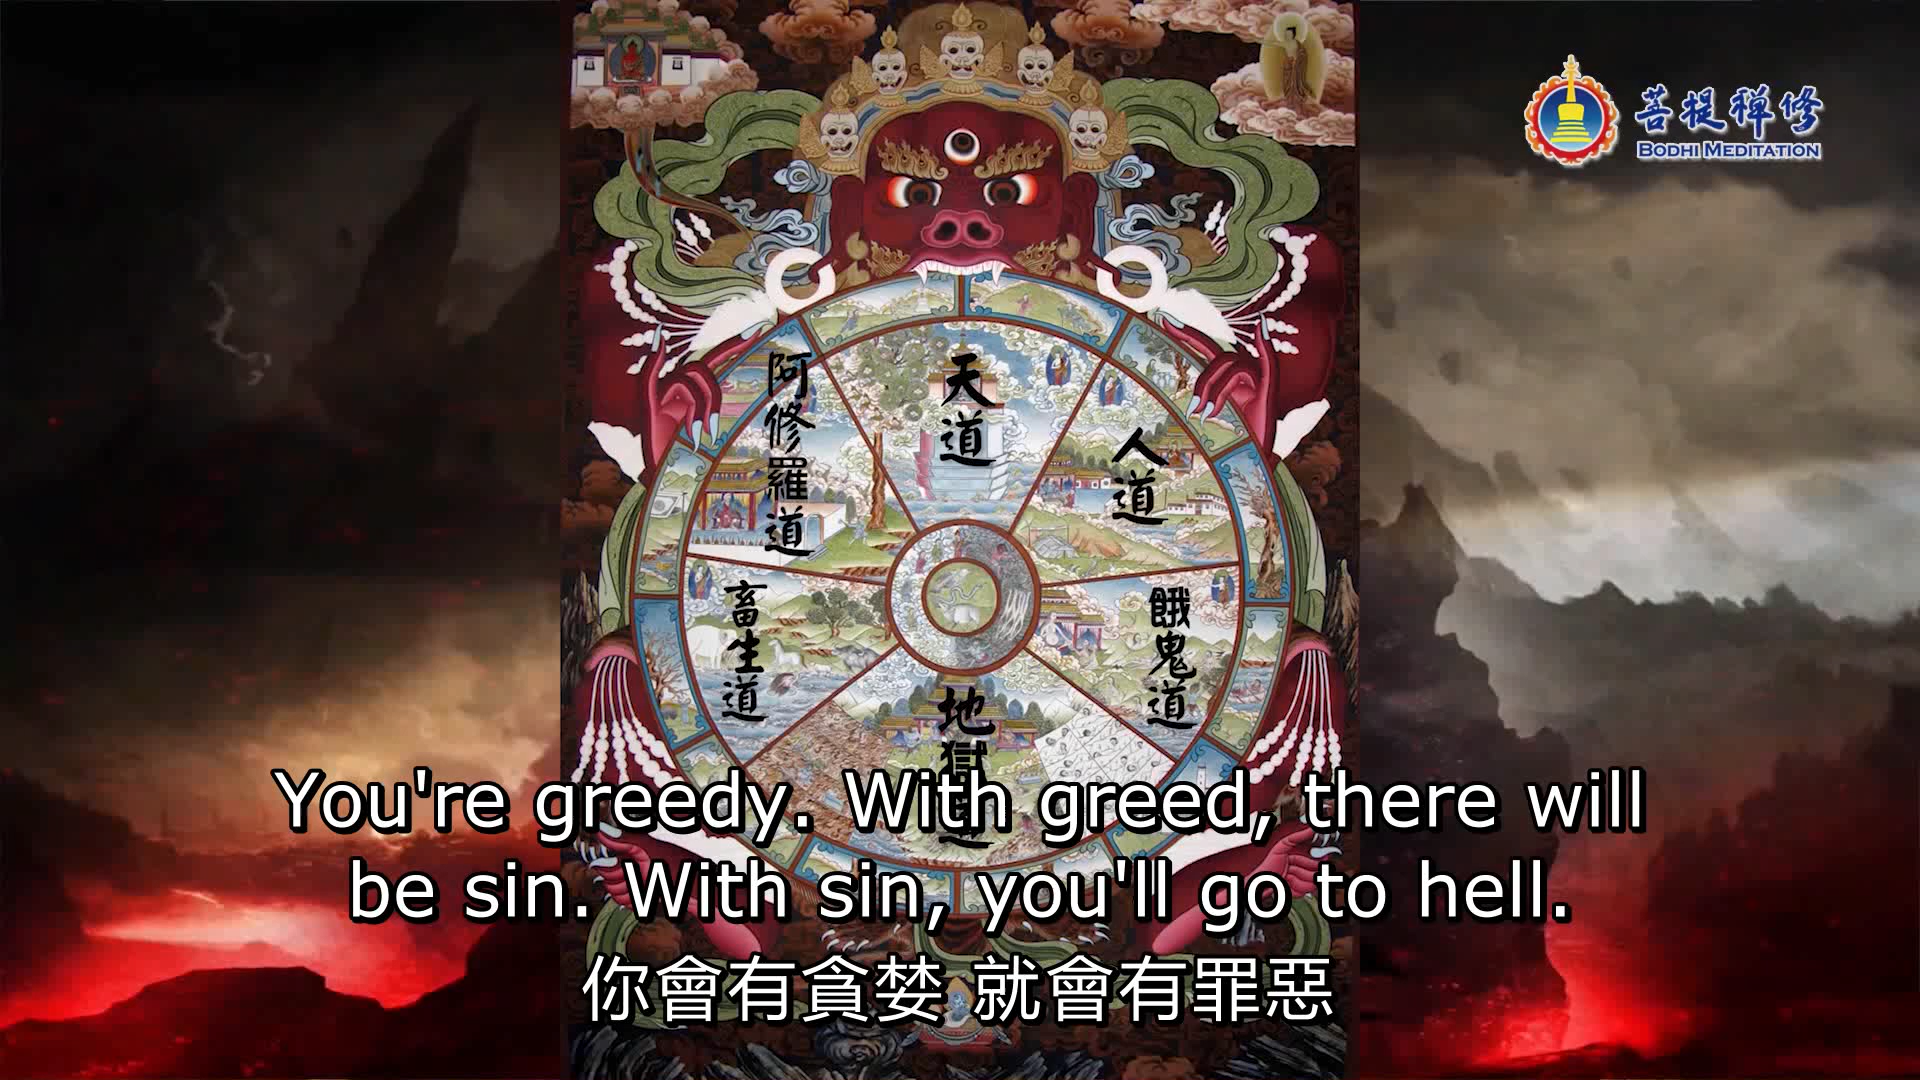 菩提禪修
BODHI MEDITATION
阿修羅道
天道
人道
畜生道
餓鬼道
地獄道
You're greedy. With greed, there will
be sin. With sin, you'll go to hell.
你會有貪婪 就會有罪惡